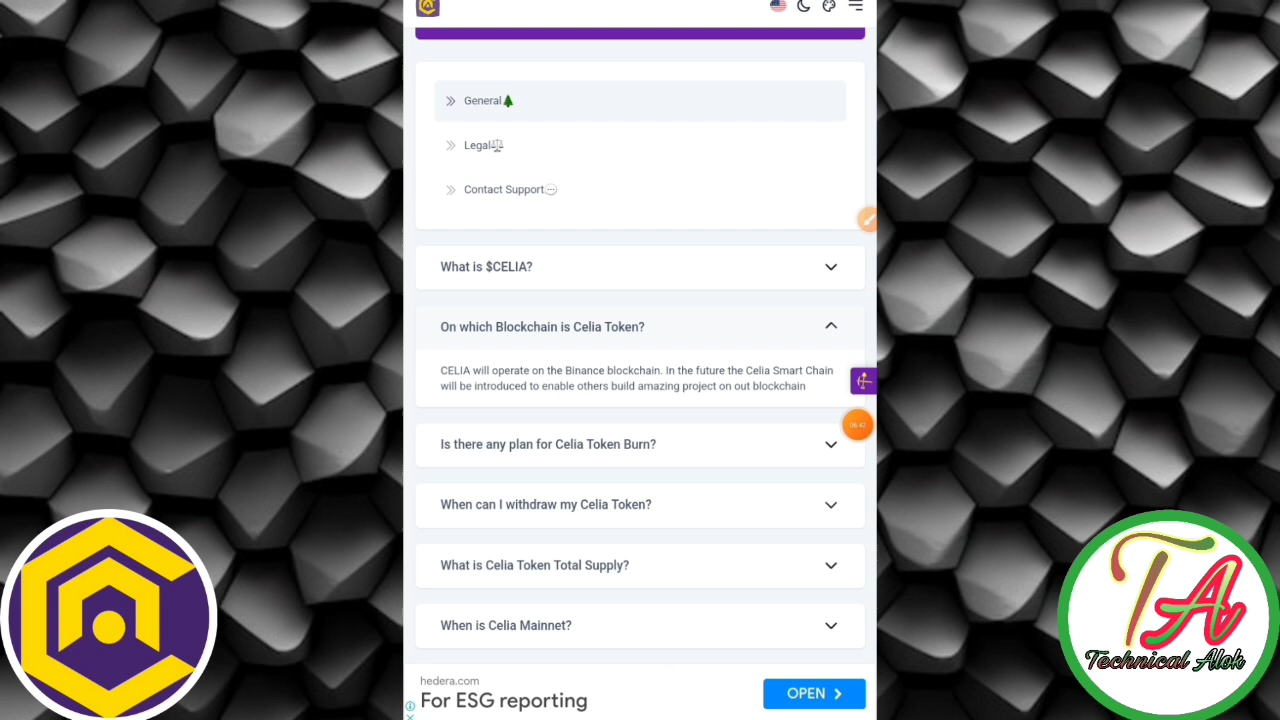 General
Legal
Contact Support
What is $CELIA?
On which Blockchain is Celia Token?
CELIA will operate on the Binance blockchain. In the future the Celia Smart Chain
will be introduced to enable others build amazing project on out blockchain
06:42
Is there any plan for Celia Token Burn?
When can I withdraw my Celia Token?
What is Celia Token Total Supply?
When is Celia Mainnet?
hedera.com
For ESG reporting
OPEN
TA
Technical Alok